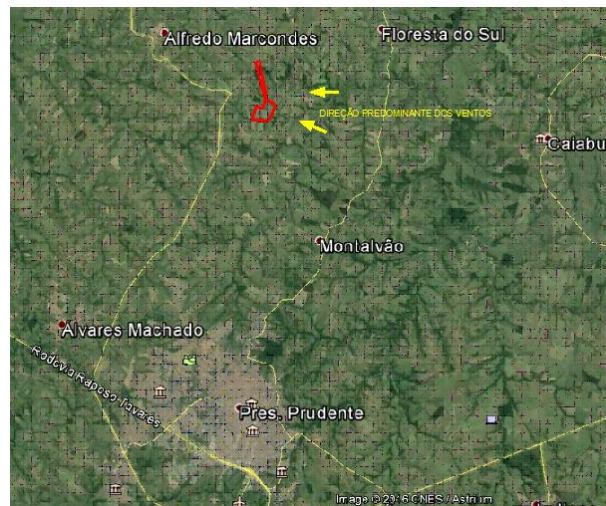 Alfredo Marcondes
Floresta do Sul
DIREÇÃO PREDOMINANTE DOS VENTOS
Caiabu
Montalvão
Alvares Machado
Rodovia Raposo Tavares
Pres. Prudente
Image © 2016 CNES / Astrium